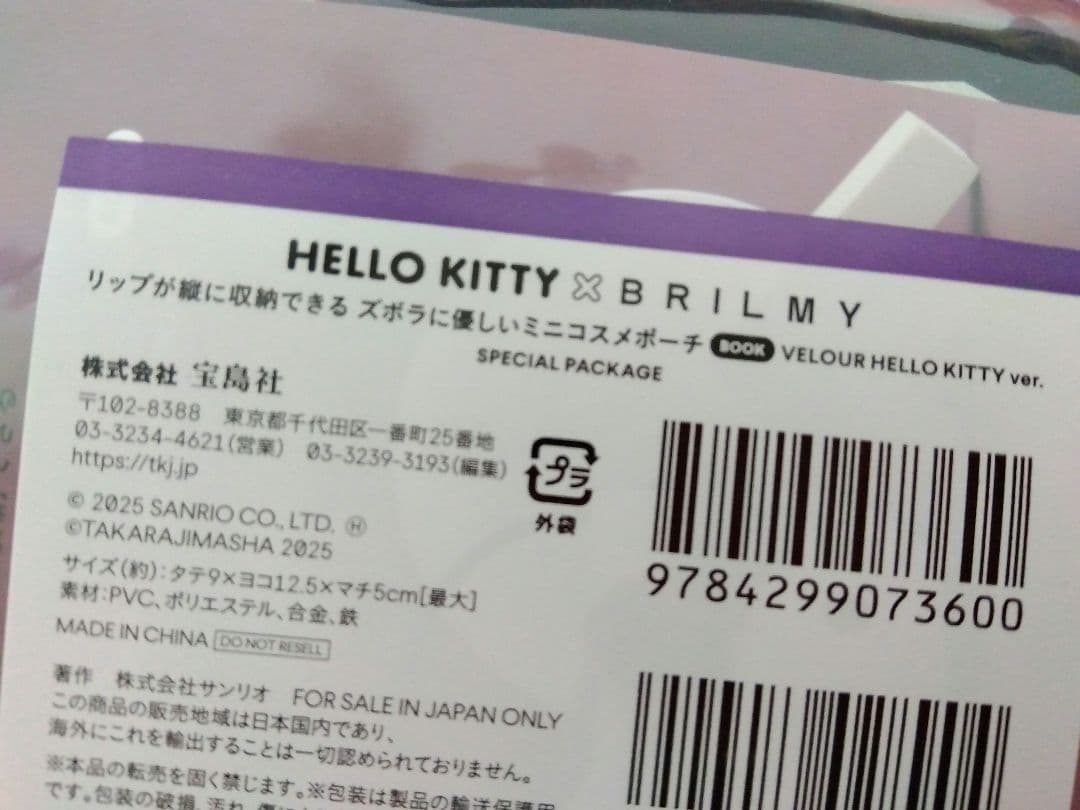 HELLO KITTY × BRILMY
リップが縦に収納できる ズボラに優しいミニコスメポーチ BOOK VELOUR HELLO KITTY ver.
SPECIAL PACKAGE
株式会社 宝島社
〒102-8388 東京都千代田区一番町25番地
03-3234-4621(営業) 03-3239-3193(編集)
https://tkj.jp
プラ
外袋
© 2025 SANRIO CO., LTD. Ⓗ
©TAKARAJIMASHA 2025
サイズ(約):タテ9×ヨコ12.5×マチ5cm[最大]
素材:PVC、ポリエステル、合金、鉄
MADE IN CHINA DO NOT RESELL
9784299073600
著作 株式会社サンリオ FOR SALE IN JAPAN ONLY
この商品の販売地域は日本国内であり、
海外にこれを輸出することは一切認められておりません。
※本品の転売を固く禁じます。※包装は製品の輸送保護用
です。包装の破損、汚れ、傷に